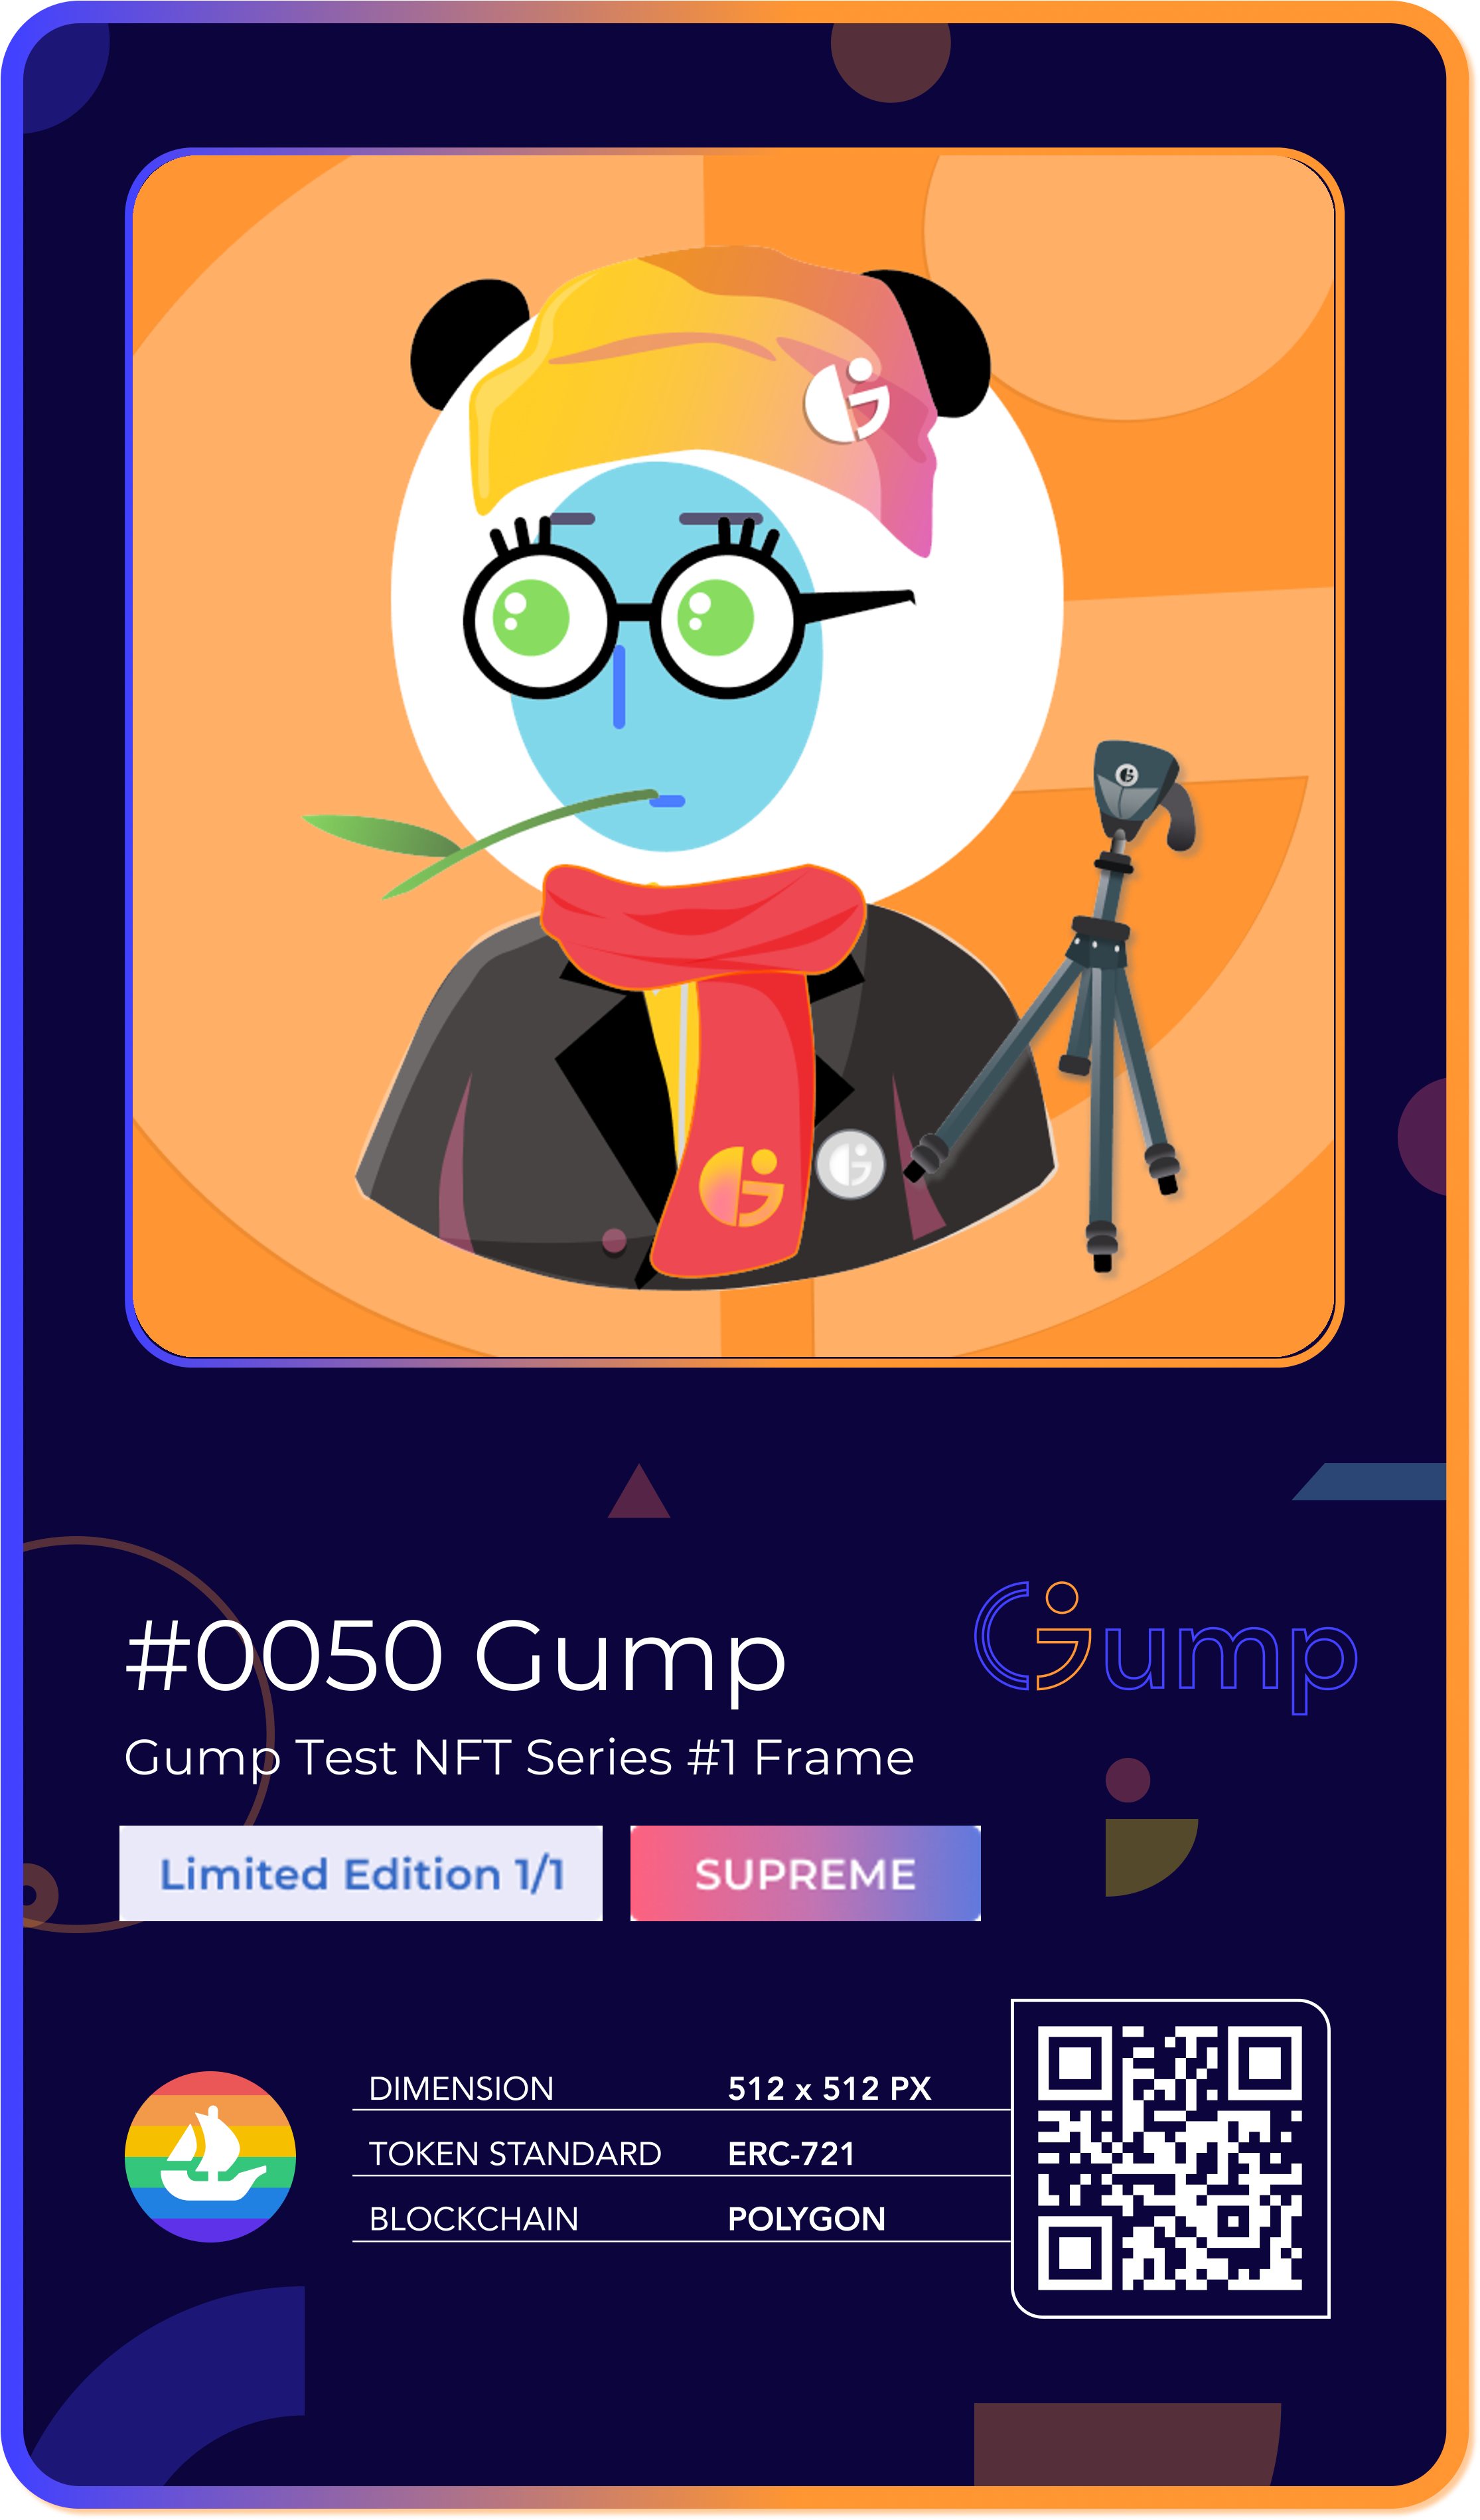 #0050 Gump
Gump
Gump Test NFT Series #1 Frame
Limited Edition 1/1
SUPREME
DIMENSION 512 x 512 PX
TOKEN STANDARD ERC-721
BLOCKCHAIN POLYGON